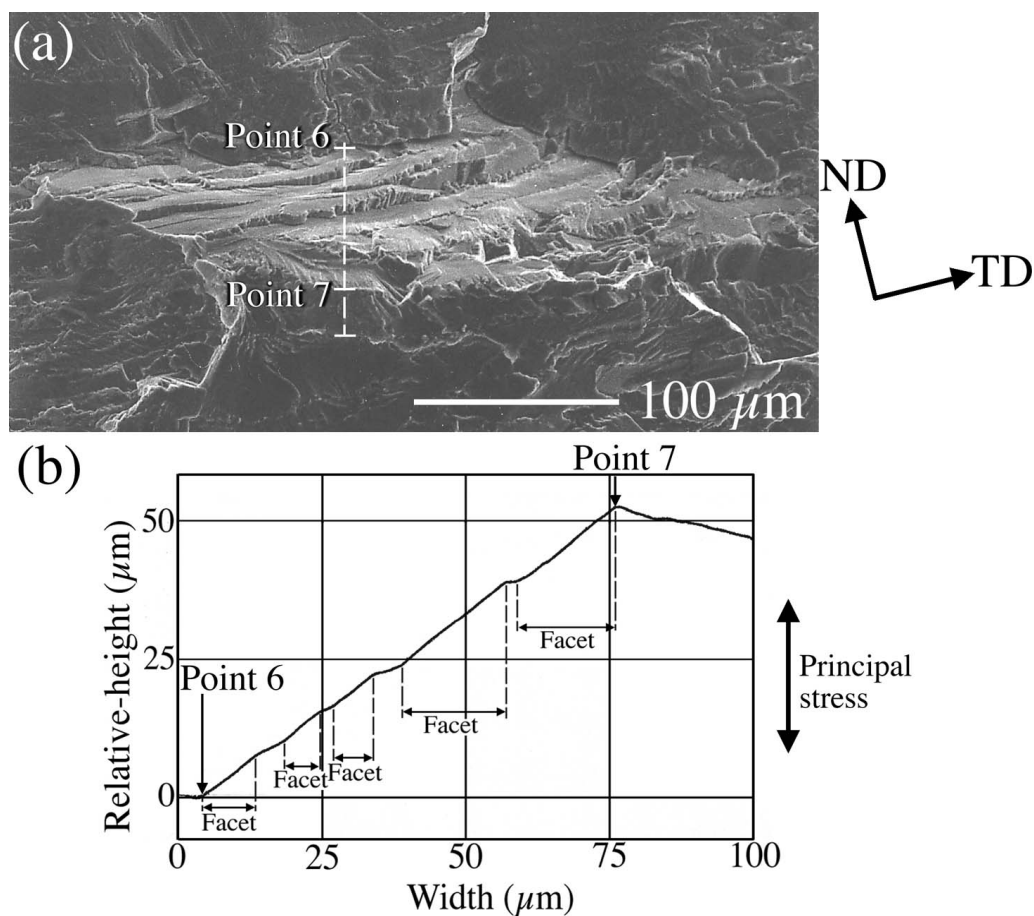 (a)
Point 6
ND
TD
Point 7
100 µm
(b)
Point 7
Relative-height (µm)
50
25
0
Point 6
Facet
Facet
Facet
Facet
Facet
Principal
stress
0
25
50
75
100
Width (µm)